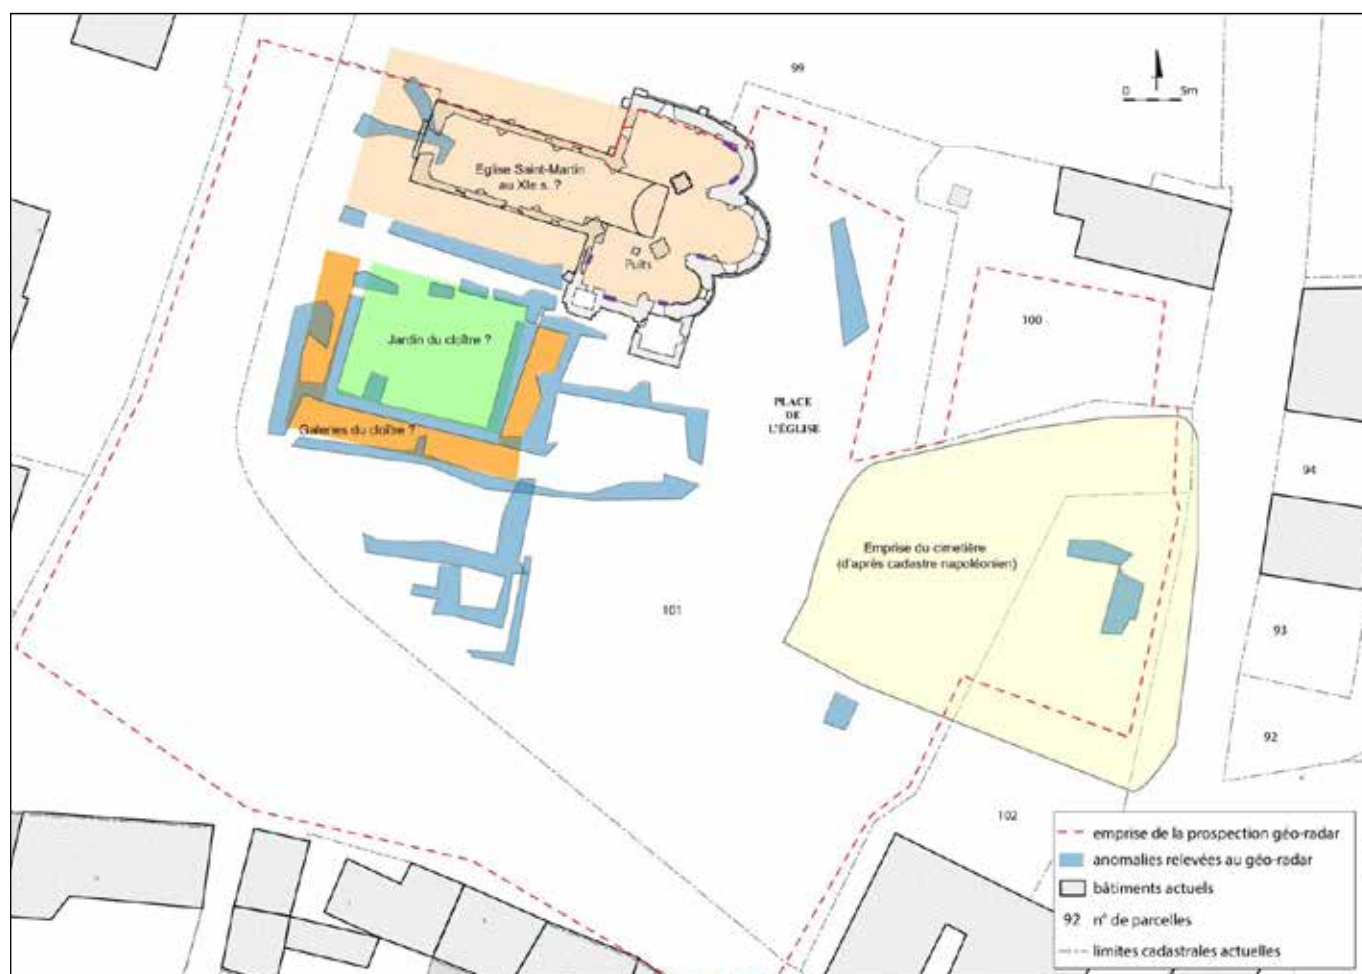 99
0 5m
Eglise Saint-Martin
au XIe s. ?
Puits
100
Jardin du cloître ?
PLACE
DE
L'ÉGLISE
Galeries du cloître ?
94
Emprise du cimetière
(d'après cadastre napoléonien)
101
93
92
102
emprise de la prospection géo-radar
anomalies relevées au géo-radar
bâtiments actuels
92 n° de parcelles
limites cadastrales actuelles